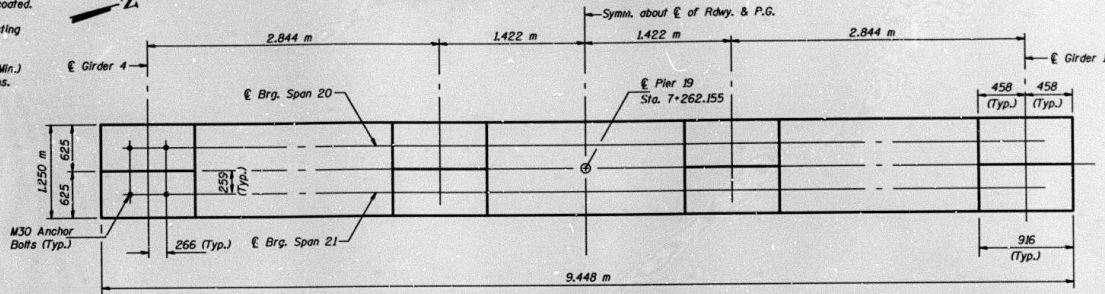 coated.
Symm. about ℄ of Rdwy. & P.G.
2.844 m
1.422 m
1.422 m
2.844 m
℄ Girder 4
℄ Girder
℄ Pier 19
Sta. 7+262.155
458
(Typ.)
458
(Typ.)
℄ Brg. Span 20
1.250 m
625
625
259
(Typ.)
M30 Anchor
Bolts (Typ.)
266 (Typ.)
℄ Brg. Span 21
916
(Typ.)
9.448 m